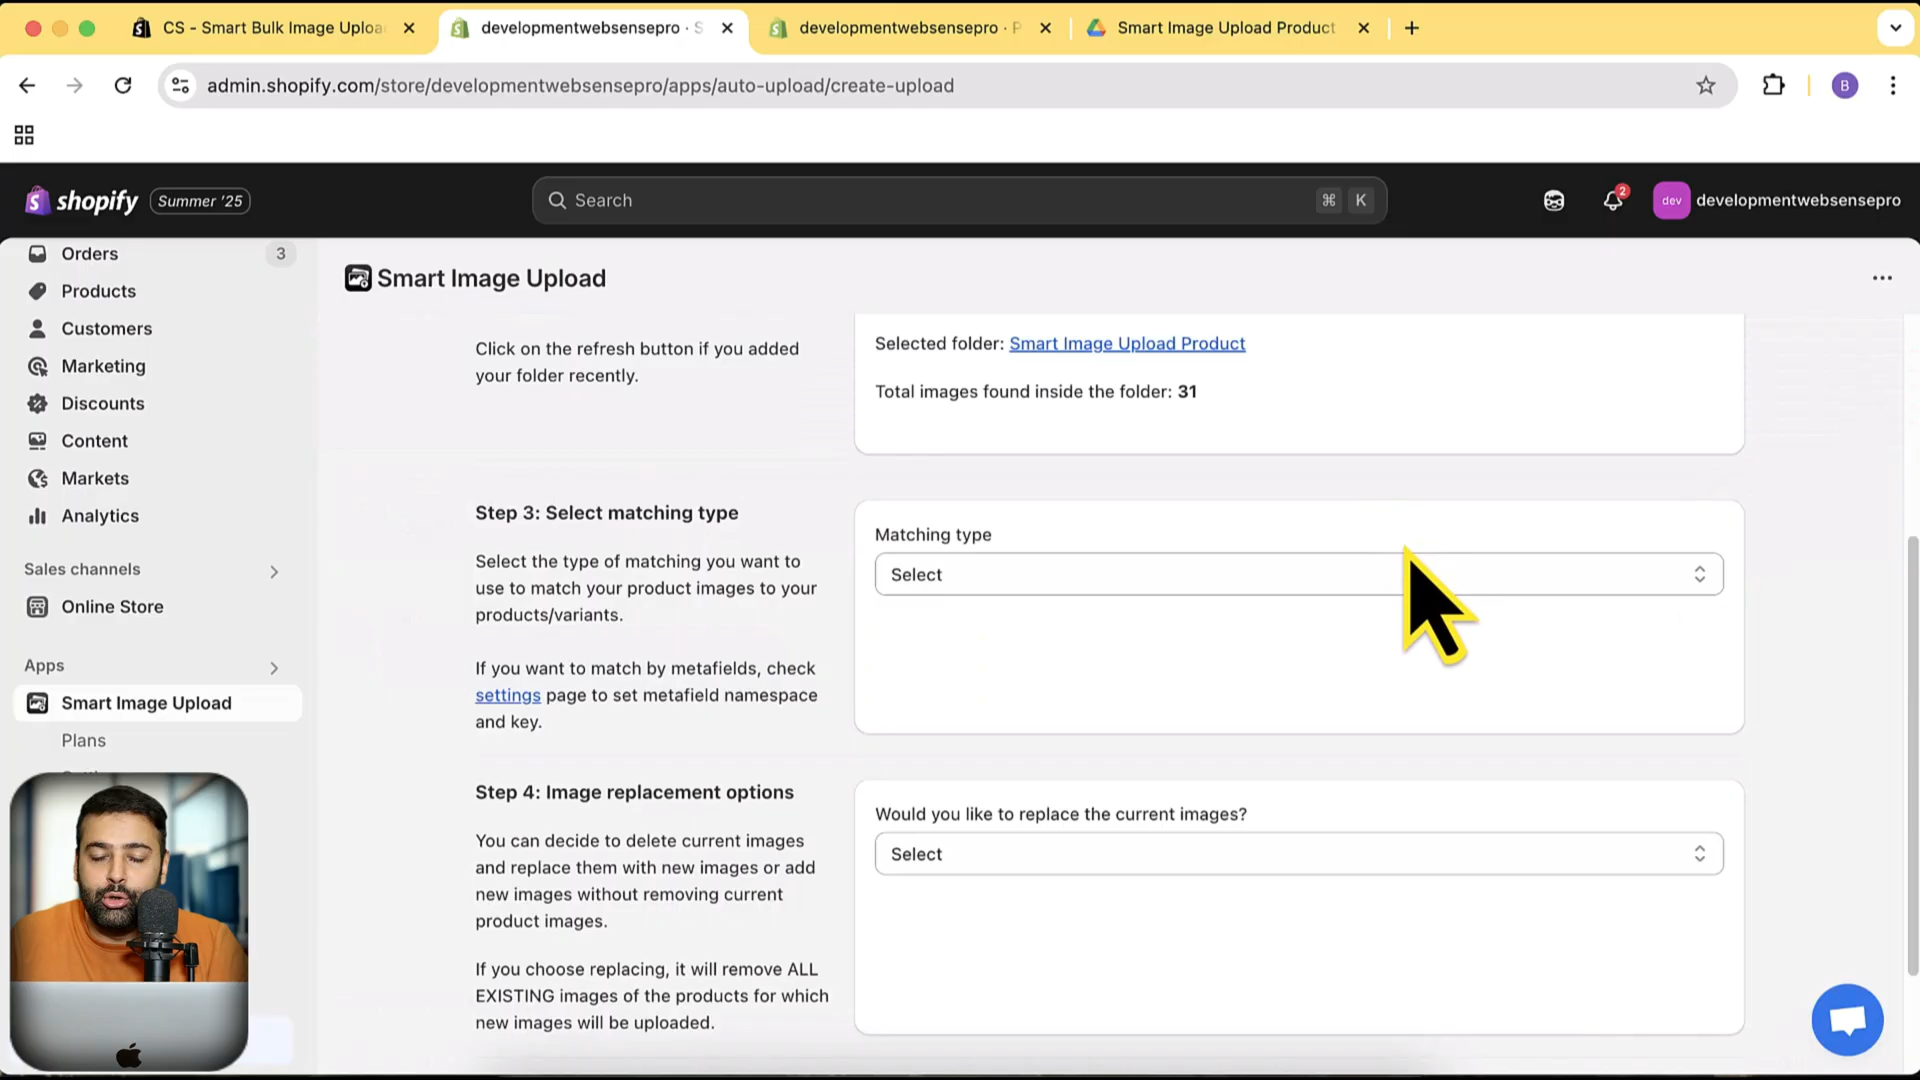 CS - Smart Bulk Image Uploa
developmentwebsensepro · S
developmentwebsensepro · P
Smart Image Upload Product
admin.shopify.com/store/developmentwebsensepro/apps/auto-upload/create-upload
B
shopify
Summer '25
Search
⌘
K
2
dev
developmentwebsensepro
Orders
3
Products
Customers
Marketing
Discounts
Content
Markets
Analytics
Sales channels
Online Store
Apps
Smart Image Upload
Plans
Smart Image Upload
Click on the refresh button if you added
your folder recently.
Selected folder: Smart Image Upload Product
Total images found inside the folder: 31
Step 3: Select matching type
Select the type of matching you want to
use to match your product images to your
products/variants.
If you want to match by metafields, check
settings page to set metafield namespace
and key.
Matching type
Select
Step 4: Image replacement options
You can decide to delete current images
and replace them with new images or add
new images without removing current
product images.
If you choose replacing, it will remove ALL
EXISTING images of the products for which
new images will be uploaded.
Would you like to replace the current images?
Select